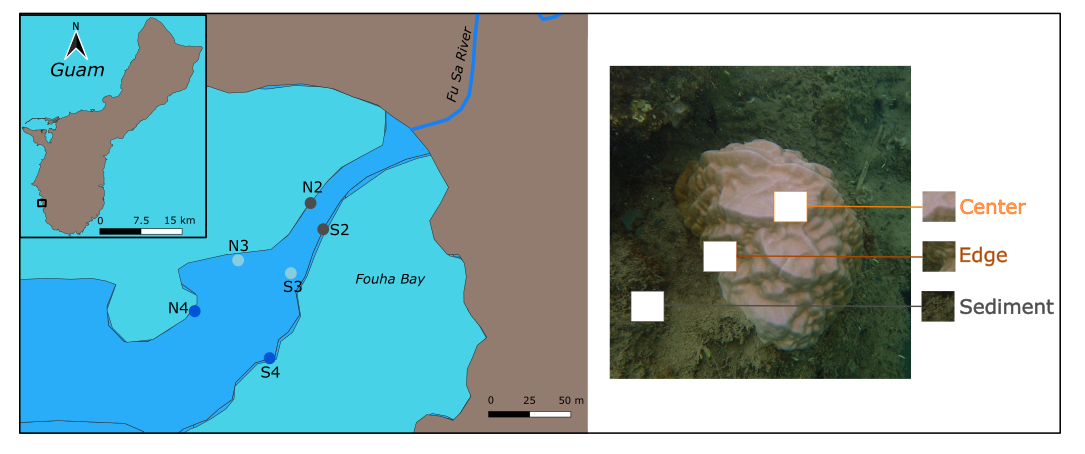 N
Guam
0 7.5 15 km
Fu Sa River
N2
S2
N3
S3
Fouha Bay
N4
S4
0 25 50 m
Center
Edge
Sediment